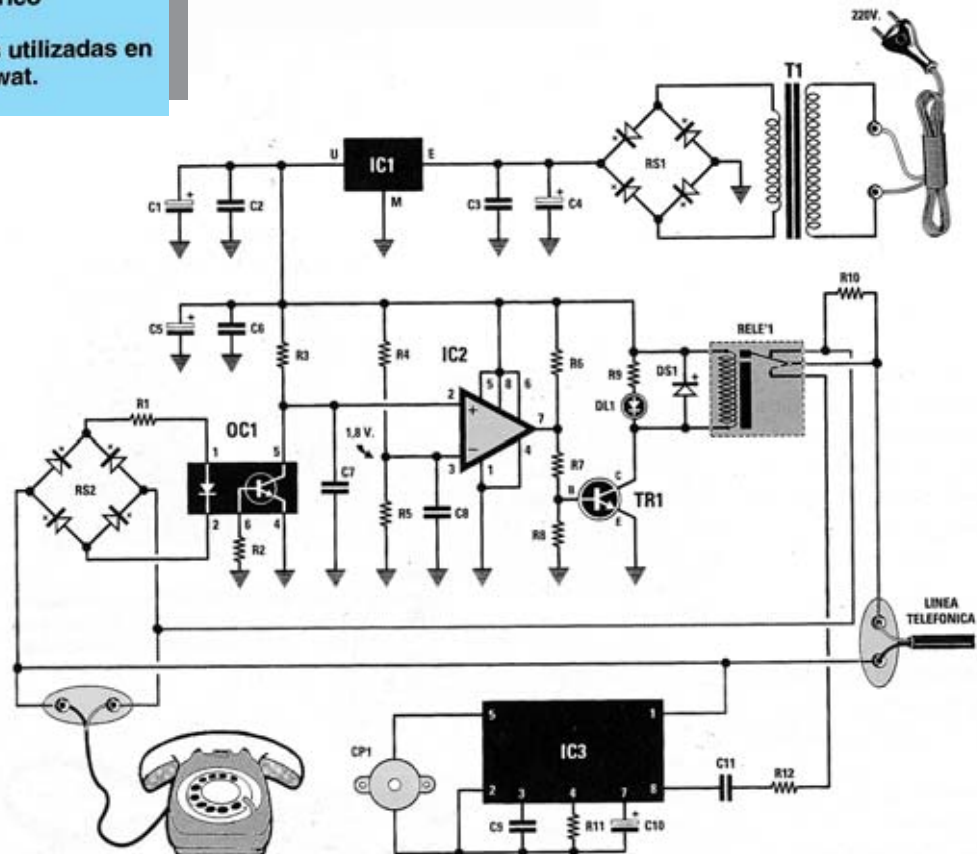 s utilizadas en
wat.
220V.
T1
U
IC1
E
M
RS1
C1
+
C2
C3
+
C4
R10
RELE'1
C5
+
C6
R3
R4
IC2
R6
R9
DS1
DL1
5 8 6
2
+
7
3
−
4
1
1,8 V.
R1
OC1
1
5
RS2
2
6
4
R2
C7
R5
C8
R7
R8
B
C
E
TR1
LINEA
TELEFONICA
CP1
5
1
IC3
2
3
4
7
8
C9
R11
+
C10
C11
R12